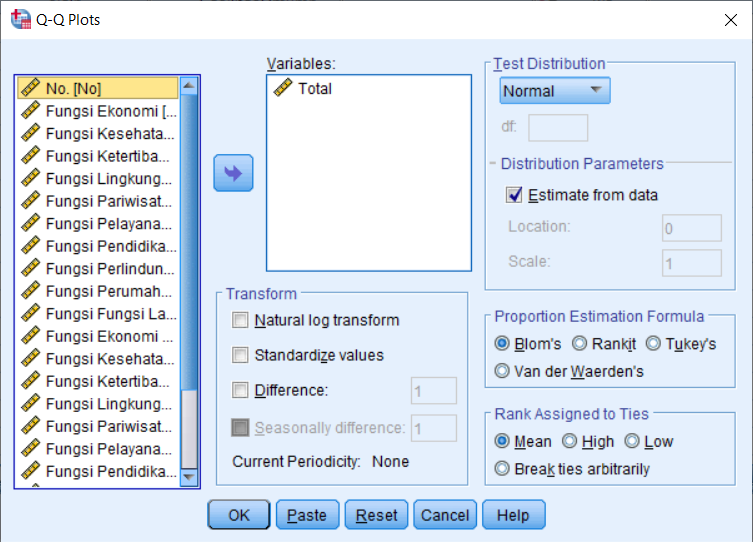 Q-Q Plots
No. [No]
Fungsi Ekonomi [...
Fungsi Kesehata...
Fungsi Ketertiba...
Fungsi Lingkung...
Fungsi Pariwisat...
Fungsi Pelayana...
Fungsi Pendidika...
Fungsi Perlindun...
Fungsi Perumah...
Fungsi Fungsi La...
Fungsi Ekonomi ...
Fungsi Kesehata...
Fungsi Ketertiba...
Fungsi Lingkung...
Fungsi Pariwisat...
Fungsi Pelayana...
Fungsi Pendidika...
Variables:
Total
Transform
Natural log transform
Standardize values
Difference: 1
Seasonally difference: 1
Current Periodicity: None
Test Distribution
Normal
df:
Distribution Parameters
Estimate from data
Location: 0
Scale: 1
Proportion Estimation Formula
Blom's Rankit Tukey's
Van der Waerden's
Rank Assigned to Ties
Mean High Low
Break ties arbitrarily
OK Paste Reset Cancel Help